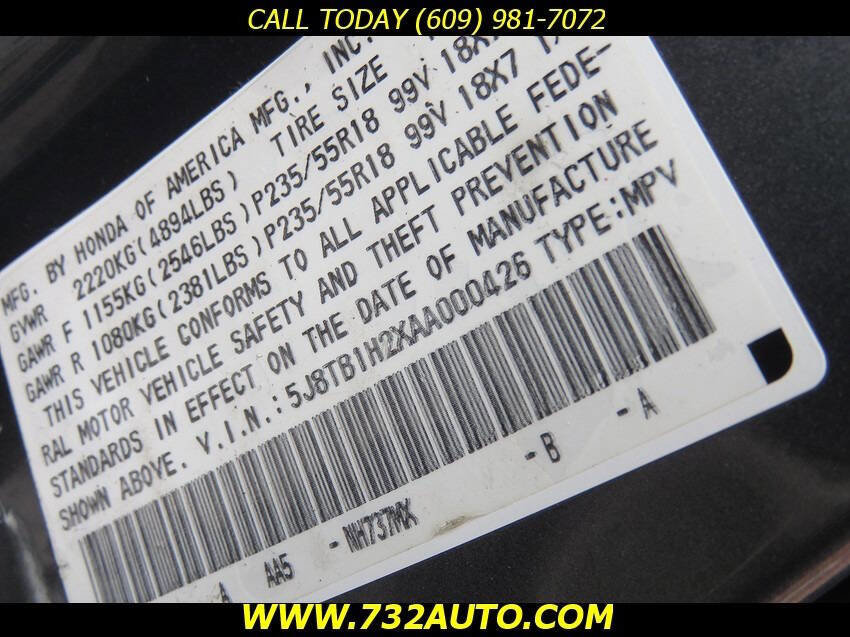 CALL TODAY (609) 981-7072
MFG. BY HONDA OF AMERICA MFG., INC.
GVWR 2220KG(4894LBS) TIRE SIZE
GAWR F 1155KG(2546LBS)P235/55R18 99V 18X7
GAWR R 1080KG(2381LBS)P235/55R18 99V 18X7
THIS VEHICLE CONFORMS TO ALL APPLICABLE FEDE-
RAL MOTOR VEHICLE SAFETY AND THEFT PREVENTION
STANDARDS IN EFFECT ON THE DATE OF MANUFACTURE
SHOWN ABOVE. V.I.N.:5J8TB1H2XAA000426 TYPE:MPV
A AA5 -NH737MX -B -A
WWW.732AUTO.COM